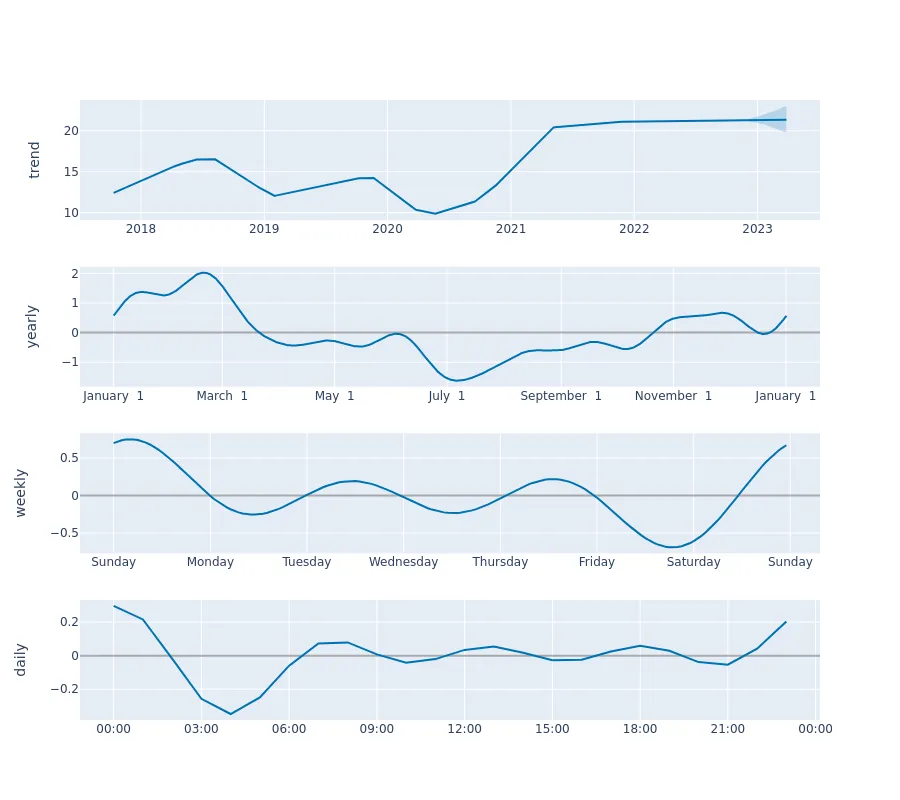 trend
20
15
10
2018 2019 2020 2021 2022 2023
yearly
2
1
0
−1
January 1 March 1 May 1 July 1 September 1 November 1 January 1
weekly
0.5
0
−0.5
Sunday Monday Tuesday Wednesday Thursday Friday Saturday Sunday
daily
0.2
0
−0.2
00:00 03:00 06:00 09:00 12:00 15:00 18:00 21:00 00:00